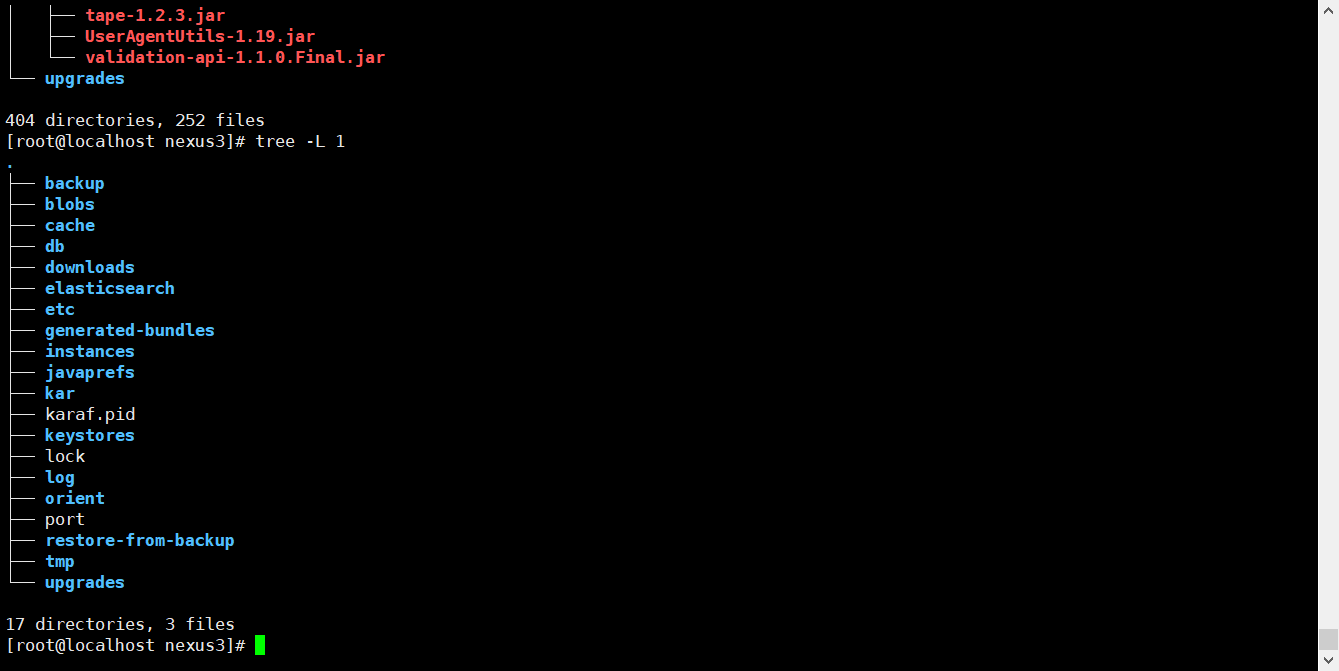 ├── tape-1.2.3.jar
├── UserAgentUtils-1.19.jar
└── validation-api-1.1.0.Final.jar
└── upgrades
404 directories, 252 files
[root@localhost nexus3]# tree -L 1
.
├── backup
├── blobs
├── cache
├── db
├── downloads
├── elasticsearch
├── etc
├── generated-bundles
├── instances
├── javaprefs
├── kar
├── karaf.pid
├── keystores
├── lock
├── log
├── orient
├── port
├── restore-from-backup
├── tmp
└── upgrades
17 directories, 3 files
[root@localhost nexus3]#